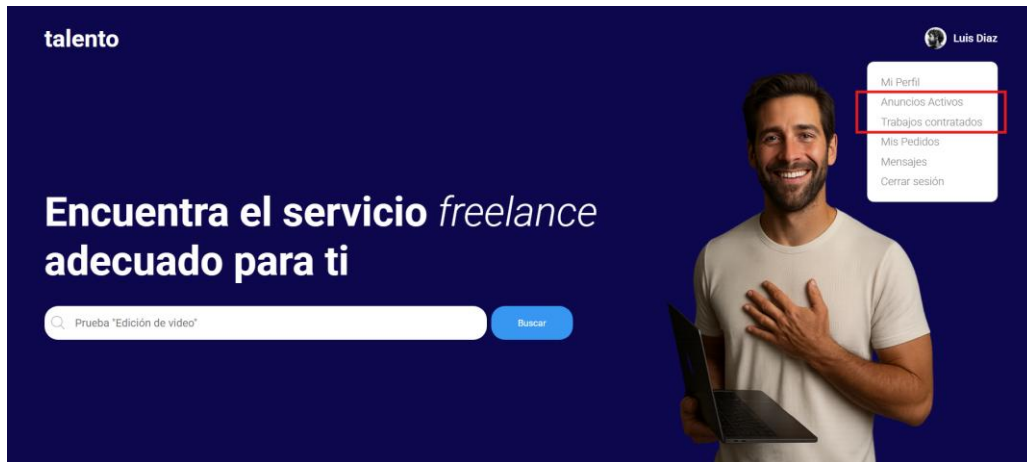 talento
Luis Diaz
Mi Perfil
Anuncios Activos
Trabajos contratados
Mis Pedidos
Mensajes
Cerrar sesión
Encuentra el servicio freelance
adecuado para ti
Prueba "Edición de video"
Buscar